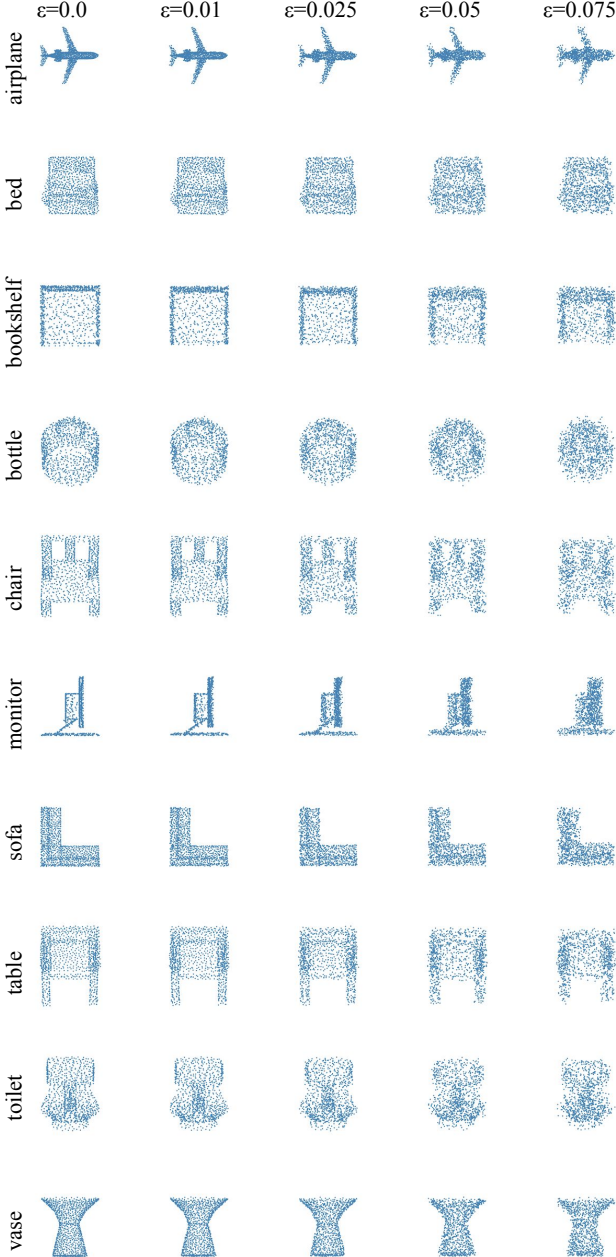 ε=0.0 ε=0.01 ε=0.025 ε=0.05 ε=0.075
airplane
bed
bookshelf
bottle
chair
monitor
sofa
table
toilet
vase